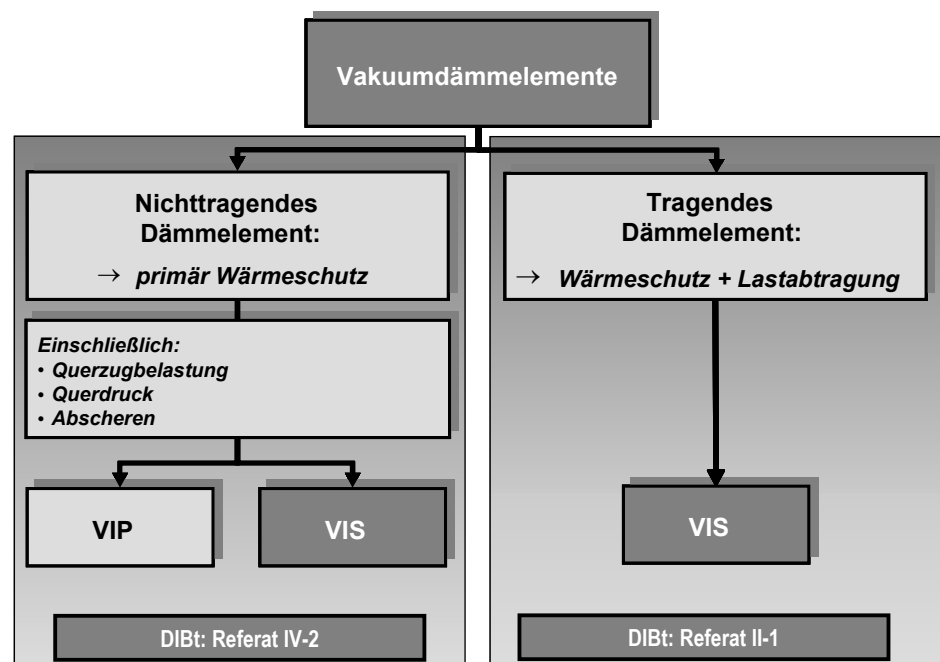 Vakuumdämmelemente
Nichttragendes
Dämmelement:
→ primär Wärmeschutz
Einschließlich:
• Querzugbelastung
• Querdruck
• Abscheren
VIP
VIS
DIBt: Referat IV-2
Tragendes
Dämmelement:
→ Wärmeschutz + Lastabtragung
VIS
DIBt: Referat II-1